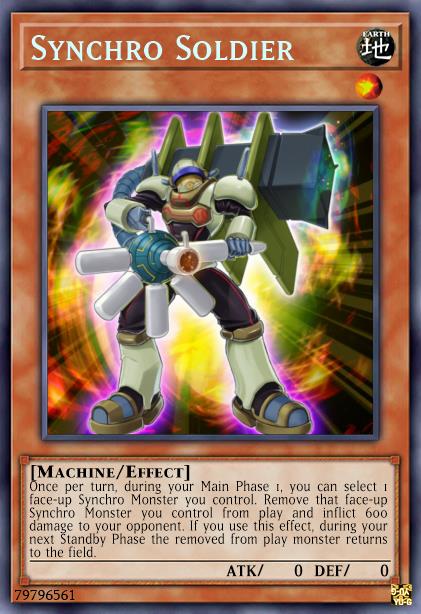 SYNCHRO SOLDIER
EARTH
地
[MACHINE/EFFECT]
Once per turn, during your Main Phase 1, you can select 1
face-up Synchro Monster you control. Remove that face-up
Synchro Monster you control from play and inflict 600
damage to your opponent. If you use this effect, during your
next Standby Phase the removed from play monster returns
to the field.
ATK/ 0 DEF/ 0
79796561